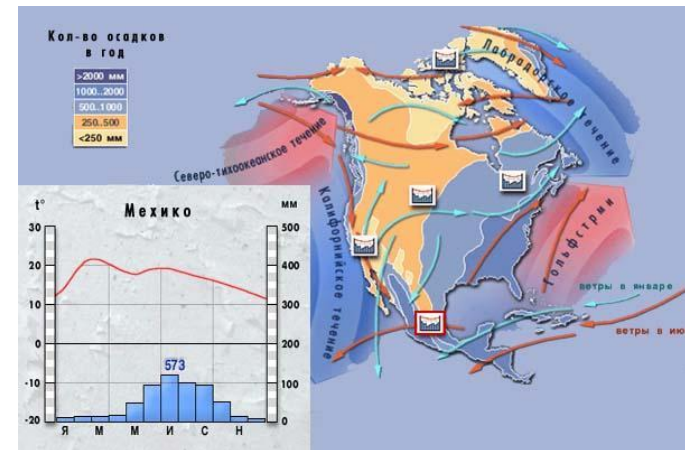 Кол-во осадков
в год
>2000 мм
1000..2000
500..1000
250..500
<250 мм
Лабрадорское течение
Северо-тихоокеанское течение
Калифорнийское течение
Гольфстрим
ветры в январе
ветры в ию
t°
Мехико
мм
30
20
10
0
-10
-20
500
400
300
200
100
0
573
Я М М И С Н